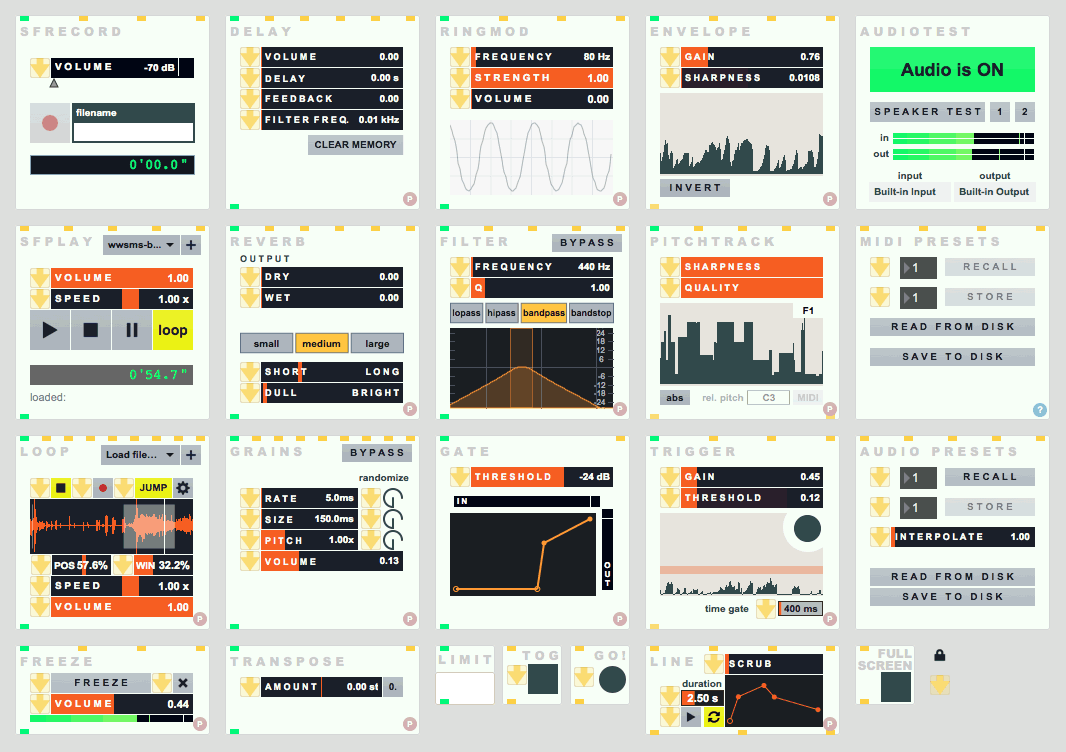 SFRECORD
VOLUME -70 dB
filename
0'00.0"
DELAY
VOLUME 0.00
DELAY 0.00 s
FEEDBACK 0.00
FILTER FREQ. 0.01 kHz
CLEAR MEMORY
P
RINGMOD
FREQUENCY 80 Hz
STRENGTH 1.00
VOLUME 0.00
P
ENVELOPE
GAIN 0.76
SHARPNESS 0.0108
INVERT
P
AUDIOTEST
Audio is ON
SPEAKER TEST 1 2
in
out
input output
Built-in Input Built-in Output
SFPLAY
wwsms-b...
+
VOLUME 1.00
SPEED 1.00 x
loop
0'54.7"
loaded:
REVERB
OUTPUT
DRY 0.00
WET 0.00
small medium large
SHORT LONG
DULL BRIGHT
P
FILTER BYPASS
FREQUENCY 440 Hz
Q 1.00
lopass hipass bandpass bandstop
24
18
12
6
-6
-12
-18
-24
P
PITCHTRACK
SHARPNESS
QUALITY
F1
abs rel. pitch C3 MIDI
P
MIDI PRESETS
1 RECALL
1 STORE
READ FROM DISK
SAVE TO DISK
?
LOOP Load file... +
JUMP
POS 57.6% WIN 32.2%
SPEED 1.00 x
VOLUME 1.00
P
GRAINS BYPASS
randomize
RATE 5.0ms
SIZE 150.0ms
PITCH 1.00x
VOLUME 0.13
P
GATE
THRESHOLD -24 dB
IN
OUT
P
TRIGGER
GAIN 0.45
THRESHOLD 0.12
time gate 400 ms
P
AUDIO PRESETS
1 RECALL
1 STORE
INTERPOLATE 1.00
READ FROM DISK
SAVE TO DISK
FREEZE
FREEZE
VOLUME 0.44
P
TRANSPOSE
AMOUNT 0.00 st 0.
P
LIMIT
TOG
GO!
LINE SCRUB
duration
2.50 s
P
FULL
SCREEN